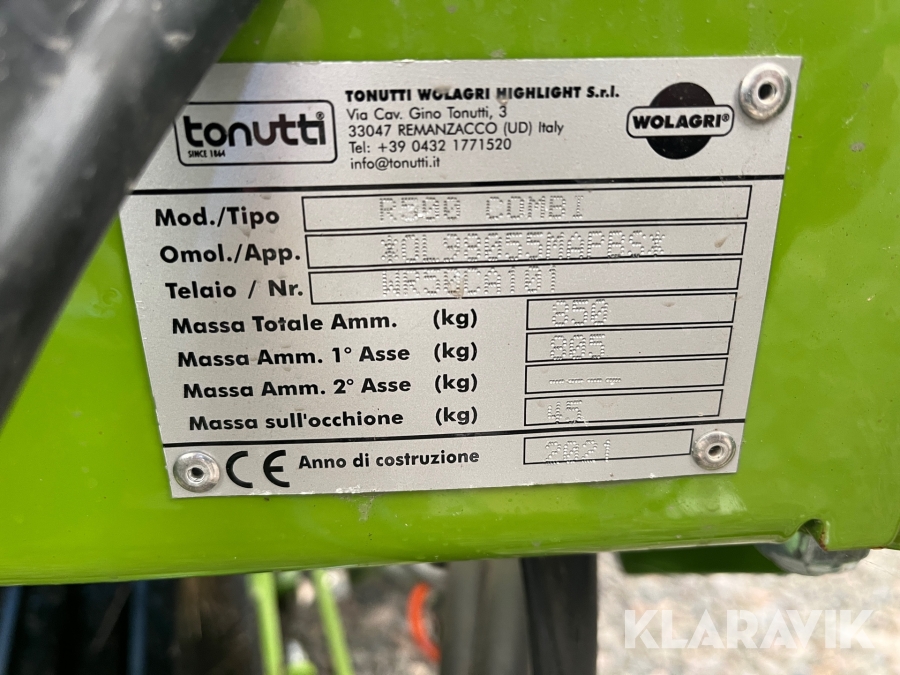 tonutti
SINCE 1864
TONUTTI WOLAGRI HIGHLIGHT S.r.l.
Via Cav. Gino Tonutti, 3
33047 REMANZACCO (UD) Italy
Tel: +39 0432 1771520
info@tonutti.it
WOLAGRI®
Mod./Tipo R500 COMBI
Omol./App.
Telaio / Nr.
Massa Totale Amm. (kg) 850
Massa Amm. 1° Asse (kg) 805
Massa Amm. 2° Asse (kg) ----
Massa sull'occhione (kg) 45
CE Anno di costruzione 2021
KLARAVIK